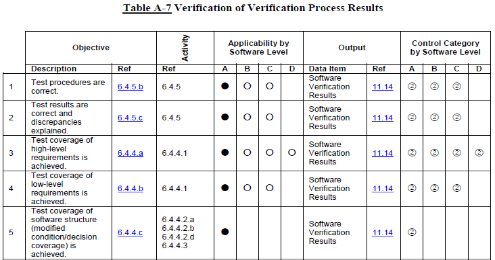 Table A-7 Verification of Verification Process Results
Objective Activity Applicability by Software Level Output Control Category by Software Level
Description Ref Ref A B C D Data Item Ref A B C D
1 Test procedures are correct. 6.4.5.b 6.4.5 ● ○ ○ Software Verification Results 11.14 ② ② ②
2 Test results are correct and discrepancies explained. 6.4.5.c 6.4.5 ● ○ ○ Software Verification Results 11.14 ② ② ②
3 Test coverage of high-level requirements is achieved. 6.4.4.a 6.4.4.1 ● ○ ○ ○ Software Verification Results 11.14 ② ② ② ②
4 Test coverage of low-level requirements is achieved. 6.4.4.b 6.4.4.1 ● ○ ○ Software Verification Results 11.14 ② ② ②
5 Test coverage of software structure (modified condition/decision coverage) is achieved. 6.4.4.c 6.4.4.2.a 6.4.4.2.b 6.4.4.2.d 6.4.4.3 ● Software Verification Results 11.14 ②